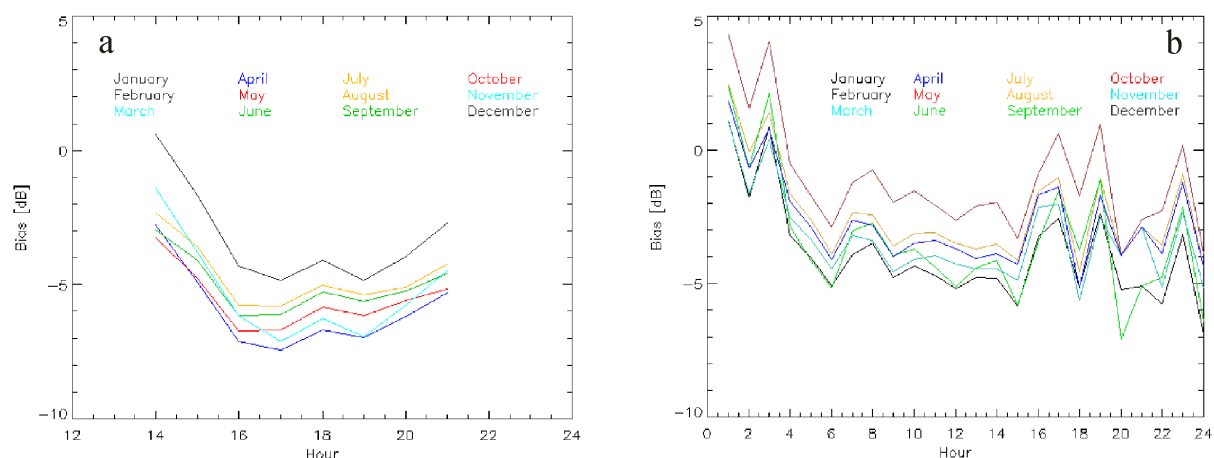 a
5
0
−5
−10
Bias [dB]
January April July October
February May August November
March June September December
12 14 16 18 20 22 24
Hour
b
5
0
−5
−10
Bias [dB]
January April July October
February May August November
March June September December
0 2 4 6 8 10 12 14 16 18 20 22 24
Hour